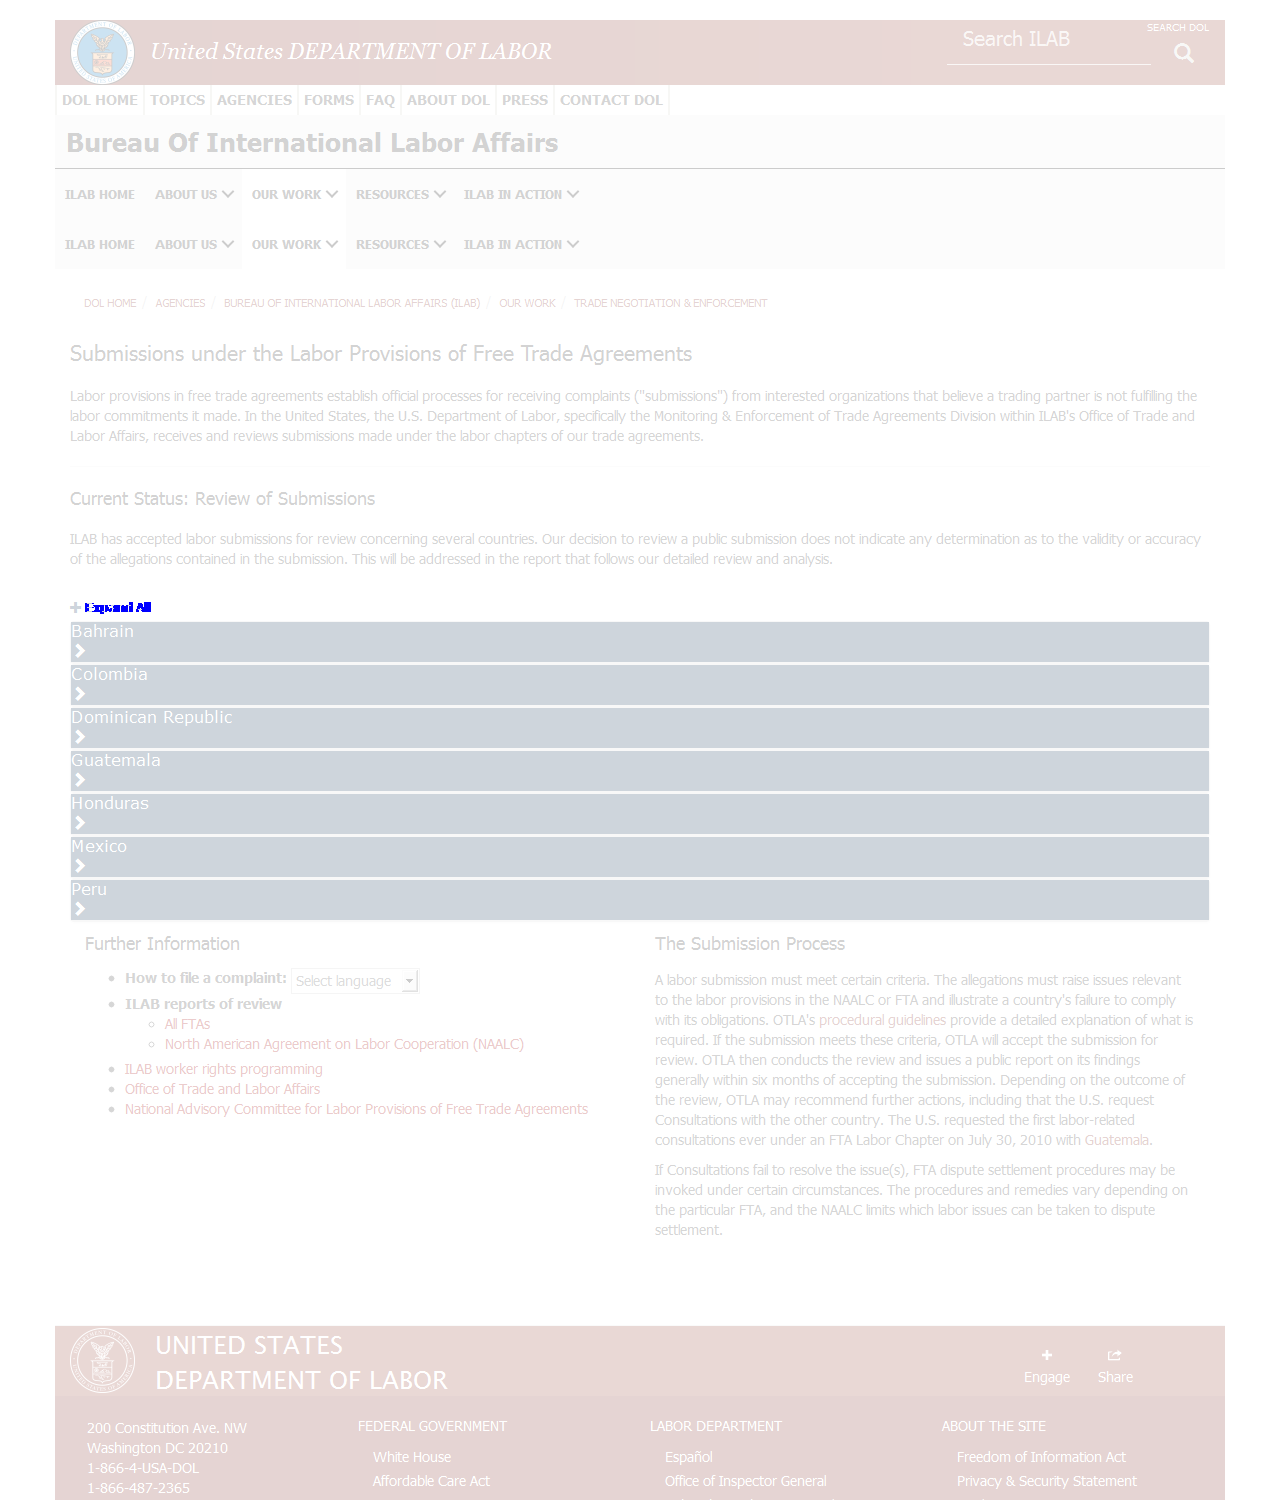 United States DEPARTMENT OF LABOR
Search ILAB
SEARCH DOL
DOL HOME TOPICS AGENCIES FORMS FAQ ABOUT DOL PRESS CONTACT DOL
Bureau Of International Labor Affairs
ILAB HOME ABOUT US OUR WORK RESOURCES ILAB IN ACTION
ILAB HOME ABOUT US OUR WORK RESOURCES ILAB IN ACTION
DOL HOME / AGENCIES / BUREAU OF INTERNATIONAL LABOR AFFAIRS (ILAB) / OUR WORK / TRADE NEGOTIATION & ENFORCEMENT
Submissions under the Labor Provisions of Free Trade Agreements
Labor provisions in free trade agreements establish official processes for receiving complaints ("submissions") from interested organizations that believe a trading partner is not fulfilling the
labor commitments it made. In the United States, the U.S. Department of Labor, specifically the Monitoring & Enforcement of Trade Agreements Division within ILAB's Office of Trade and
Labor Affairs, receives and reviews submissions made under the labor chapters of our trade agreements.
Current Status: Review of Submissions
ILAB has accepted labor submissions for review concerning several countries. Our decision to review a public submission does not indicate any determination as to the validity or accuracy
of the allegations contained in the submission. This will be addressed in the report that follows our detailed review and analysis.
Expand All
Bahrain
Colombia
Dominican Republic
Guatemala
Honduras
Mexico
Peru
Further Information
How to file a complaint: Select language
ILAB reports of review
All FTAs
North American Agreement on Labor Cooperation (NAALC)
ILAB worker rights programming
Office of Trade and Labor Affairs
National Advisory Committee for Labor Provisions of Free Trade Agreements
The Submission Process
A labor submission must meet certain criteria. The allegations must raise issues relevant
to the labor provisions in the NAALC or FTA and illustrate a country's failure to comply
with its obligations. OTLA's procedural guidelines provide a detailed explanation of what is
required. If the submission meets these criteria, OTLA will accept the submission for
review. OTLA then conducts the review and issues a public report on its findings
generally within six months of accepting the submission. Depending on the outcome of
the review, OTLA may recommend further actions, including that the U.S. request
Consultations with the other country. The U.S. requested the first labor-related
consultations ever under an FTA Labor Chapter on July 30, 2010 with Guatemala.
If Consultations fail to resolve the issue(s), FTA dispute settlement procedures may be
invoked under certain circumstances. The procedures and remedies vary depending on
the particular FTA, and the NAALC limits which labor issues can be taken to dispute
settlement.
UNITED STATES
DEPARTMENT OF LABOR
Engage Share
200 Constitution Ave. NW
Washington DC 20210
1-866-4-USA-DOL
1-866-487-2365
FEDERAL GOVERNMENT
White House
Affordable Care Act
LABOR DEPARTMENT
Español
Office of Inspector General
ABOUT THE SITE
Freedom of Information Act
Privacy & Security Statement